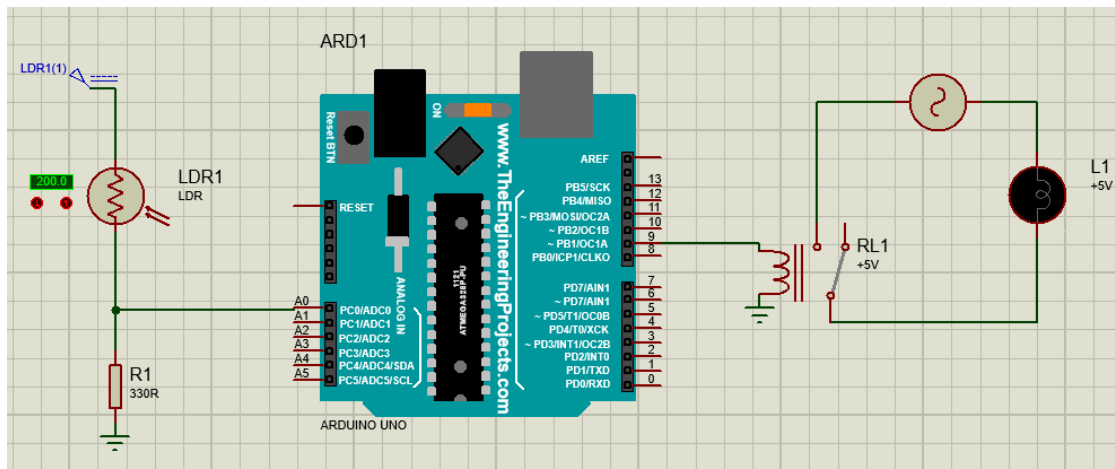 ARD1
LDR1(1)
200.0
LDR1
LDR
R1
330R
Reset BTN
ON
www.TheEngineeringProjects.com
RESET
ANALOG IN
1121
ATMEGA328P-PU
A0
A1
A2
A3
A4
A5
PC0/ADC0
PC1/ADC1
PC2/ADC2
PC3/ADC3
PC4/ADC4/SDA
PC5/ADC5/SCL
AREF
PB5/SCK
PB4/MISO
~ PB3/MOSI/OC2A
~ PB2/OC1B
~ PB1/OC1A
PB0/ICP1/CLKO
13
12
11
10
9
8
PD7/AIN1
~ PD7/AIN1
~ PD5/T1/OC0B
PD4/T0/XCK
~ PD3/INT1/OC2B
PD2/INT0
PD1/TXD
PD0/RXD
7
6
5
4
3
2
1
0
ARDUINO UNO
RL1
+5V
L1
+5V